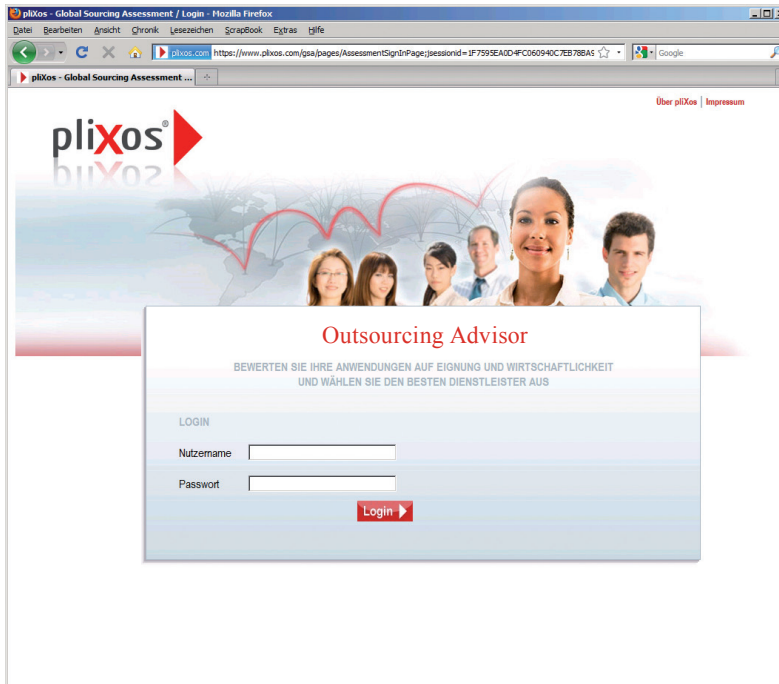 pliXos - Global Sourcing Assessment / Login - Mozilla Firefox
Datei Bearbeiten Ansicht Chronik Lesezeichen ScrapBook Extras Hilfe
plixos.com https://www.plixos.com/gsa/pages/AssessmentSignInPage;jsessionid=1F7595EA0D4FC060940C7EB78BA9 Google
pliXos - Global Sourcing Assessment ...
Über pliXos | Impressum
plixos®
Outsourcing Advisor
BEWERTEN SIE IHRE ANWENDUNGEN AUF EIGNUNG UND WIRTSCHAFTLICHKEIT
UND WÄHLEN SIE DEN BESTEN DIENSTLEISTER AUS
LOGIN
Nutzername
Passwort
Login